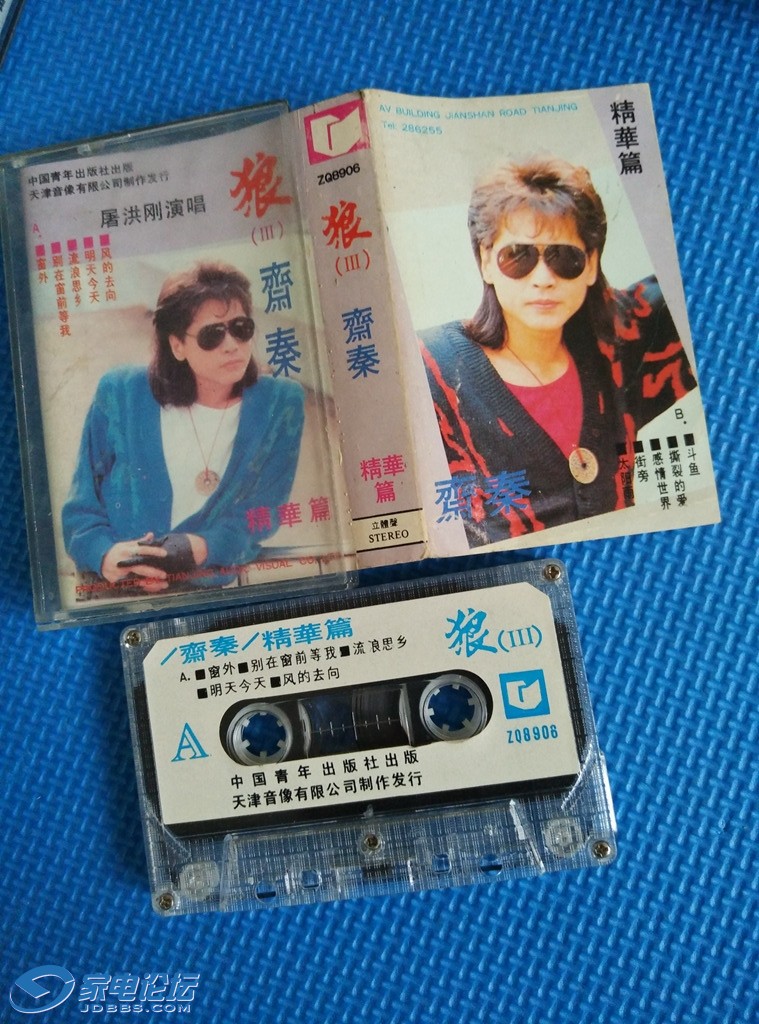 中国青年出版社出版
天津音像有限公司制作发行
屠洪刚演唱
狼
(III)
齋秦
A.
■风的去向
■明天今天
■流浪思乡
■别在窗前等我
■窗外
精華篇
ZQ8906
狼
(III)
齋秦
精華篇
立體聲
STEREO
AV BUILDING JIANSHAN ROAD TIANJING
Tel: 286255
精華篇
B.
■斗鱼
■撕裂的爱
■感情世界
■街旁
齋秦
/齋秦/精華篇
狼(III)
A.■窗外■别在窗前等我■流浪思乡
■明天今天■风的去向
A
ZQ8906
中国青年出版社出版
天津音像有限公司制作发行
家电论坛
JDBBS.COM